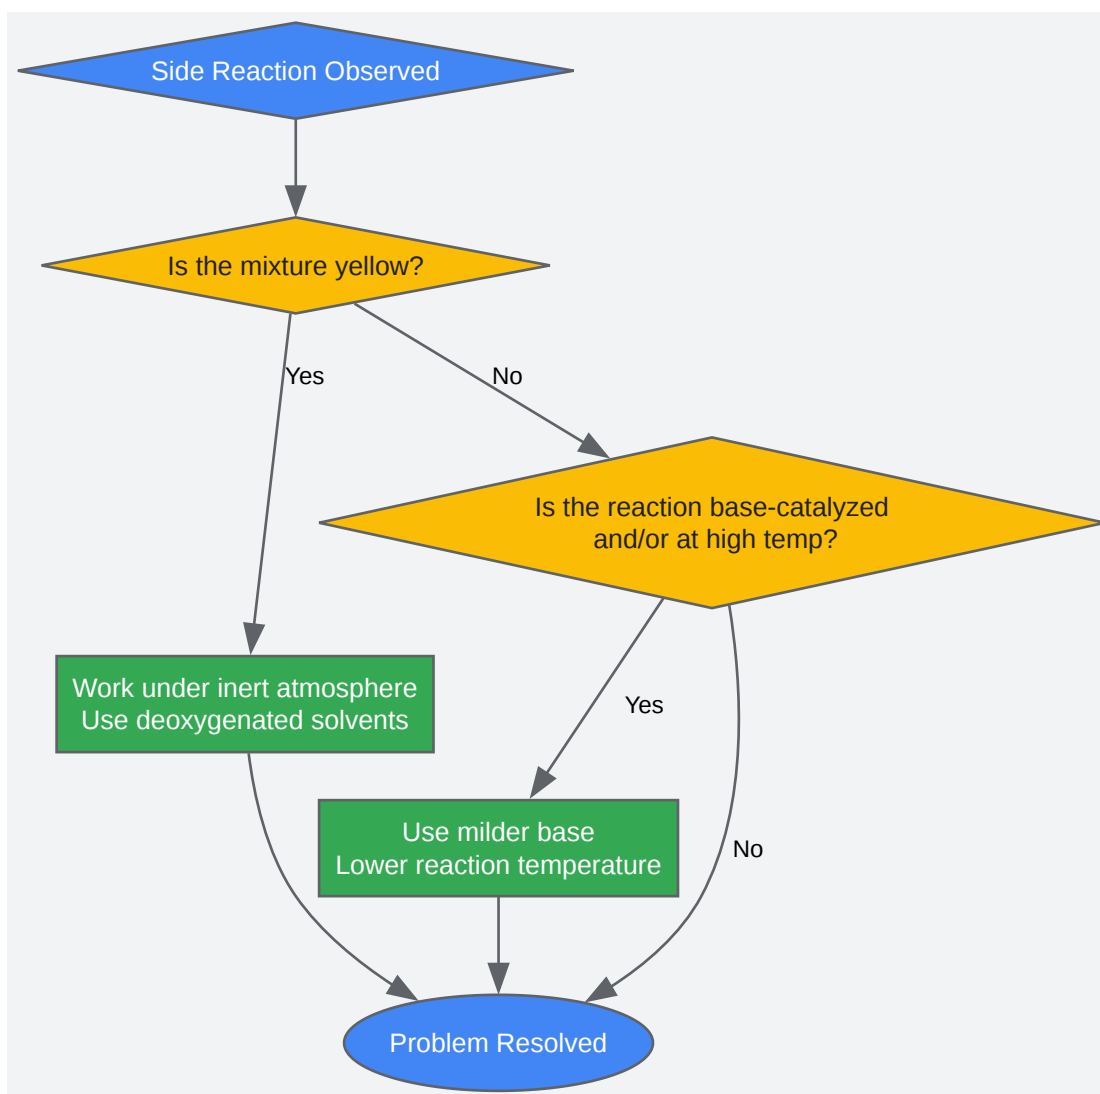 Side Reaction Observed
Is the mixture yellow?
Yes
No
Is the reaction base-catalyzed
and/or at high temp?
Work under inert atmosphere
Use deoxygenated solvents
Yes
Use milder base
Lower reaction temperature
No
Problem Resolved